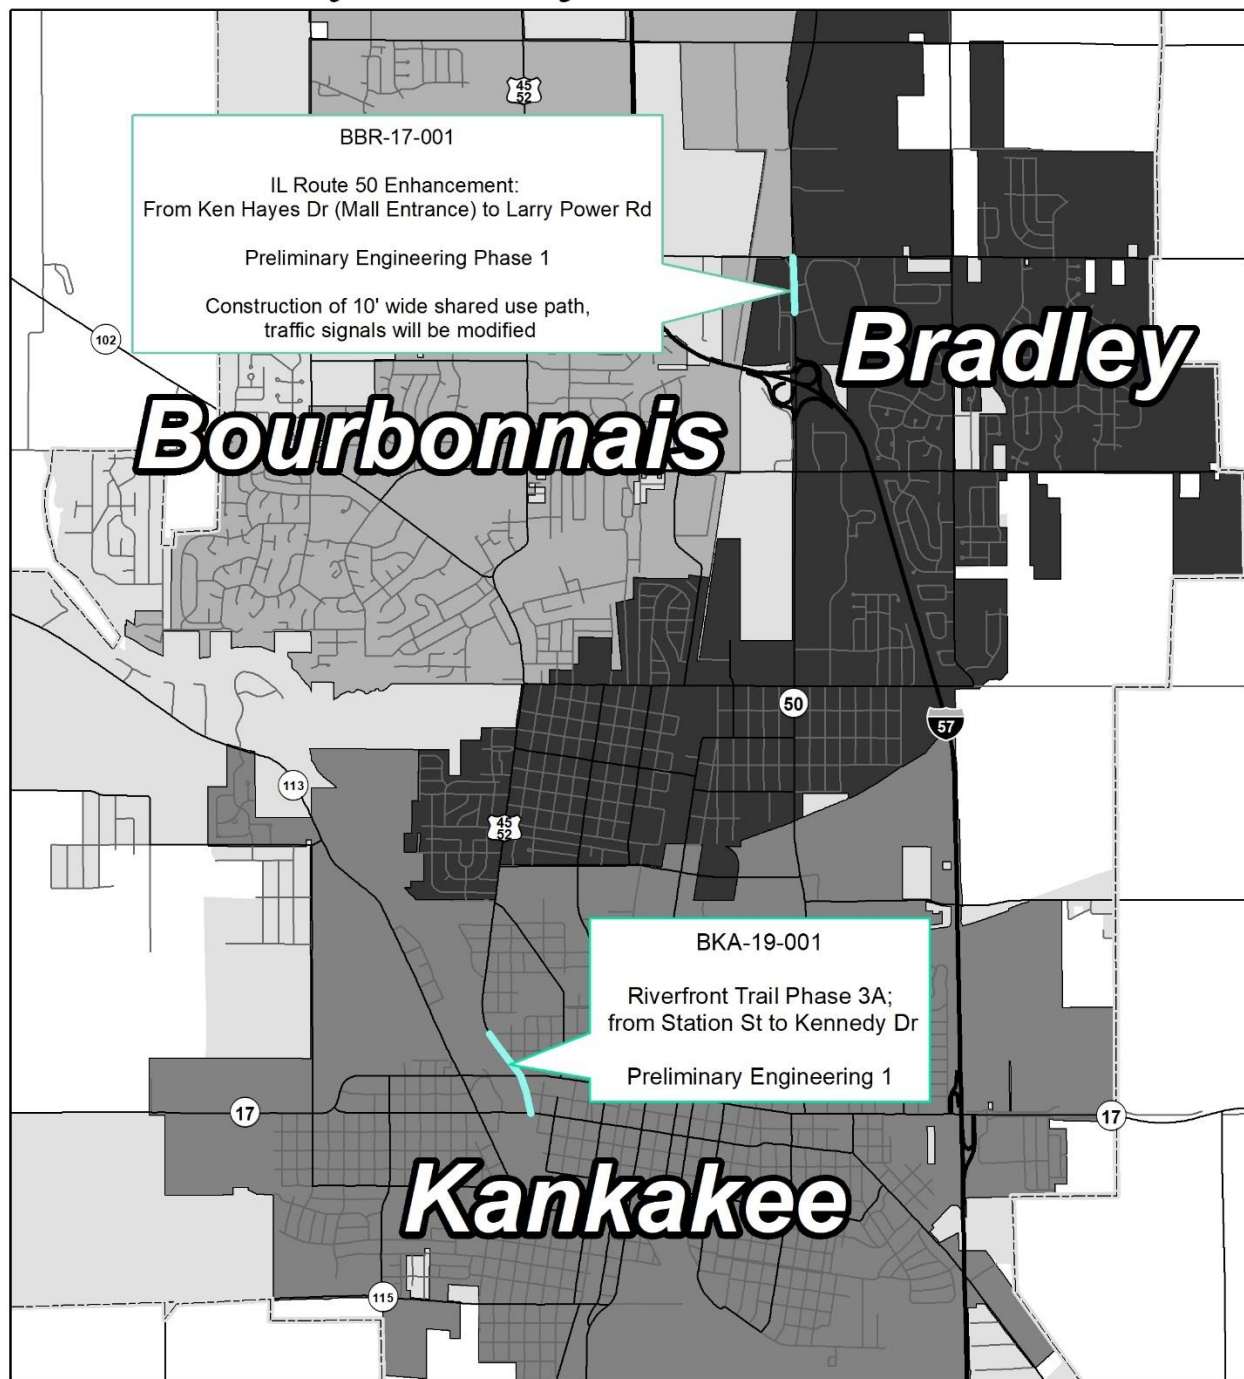 45
52
BBR-17-001
IL Route 50 Enhancement:
From Ken Hayes Dr (Mall Entrance) to Larry Power Rd
Preliminary Engineering Phase 1
Construction of 10' wide shared use path,
traffic signals will be modified
102
Bradley
Bourbonnais
50
57
113
45
52
BKA-19-001
Riverfront Trail Phase 3A;
from Station St to Kennedy Dr
Preliminary Engineering 1
17
17
Kankakee
115